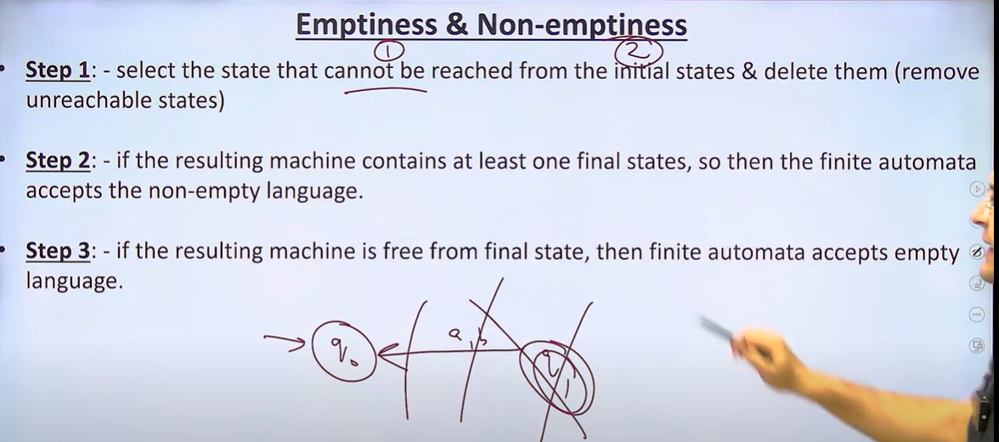 Emptiness & Non-emptiness
1 2
• Step 1: - select the state that cannot be reached from the initial states & delete them (remove
unreachable states)
• Step 2: - if the resulting machine contains at least one final states, so then the finite automata
accepts the non-empty language.
• Step 3: - if the resulting machine is free from final state, then finite automata accepts empty
language.
a, b
q0 q1